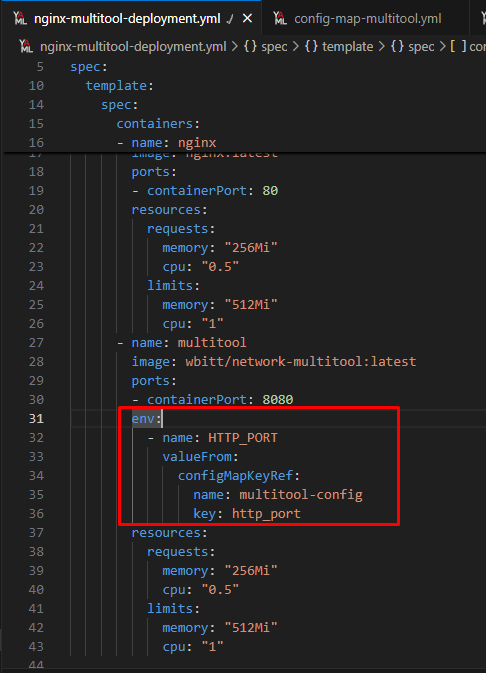 nginx-multitool-deployment.yml
config-map-multitool.yml
nginx-multitool-deployment.yml > {} spec > {} template > {} spec > [ ] co
5 spec:
10 template:
14 spec:
15 containers:
16 - name: nginx
17 image: nginx:latest
18 ports:
19 - containerPort: 80
20 resources:
21 requests:
22 memory: "256Mi"
23 cpu: "0.5"
24 limits:
25 memory: "512Mi"
26 cpu: "1"
27 - name: multitool
28 image: wbitt/network-multitool:latest
29 ports:
30 - containerPort: 8080
31 env:
32 - name: HTTP_PORT
33 valueFrom:
34 configMapKeyRef:
35 name: multitool-config
36 key: http_port
37 resources:
38 requests:
39 memory: "256Mi"
40 cpu: "0.5"
41 limits:
42 memory: "512Mi"
43 cpu: "1"
44